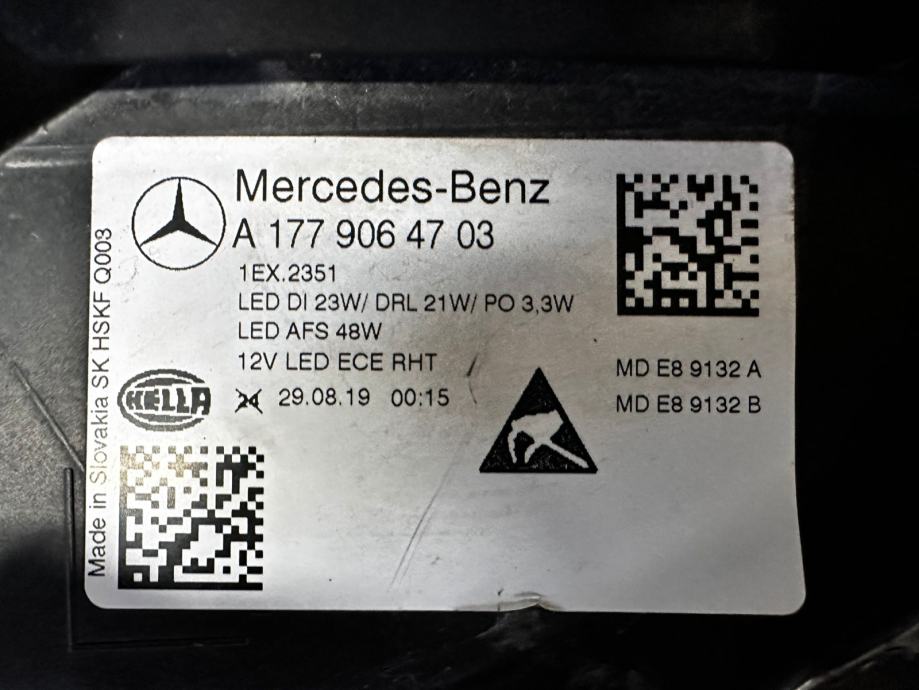 Mercedes-Benz
A 177 906 47 03
1EX.2351
LED DI 23W/ DRL 21W/ PO 3,3W
LED AFS 48W
12V LED ECE RHT
29.08.19 00:15
MD E8 9132 A
MD E8 9132 B
HELLA
Made in Slovakia SK HSKF Q003